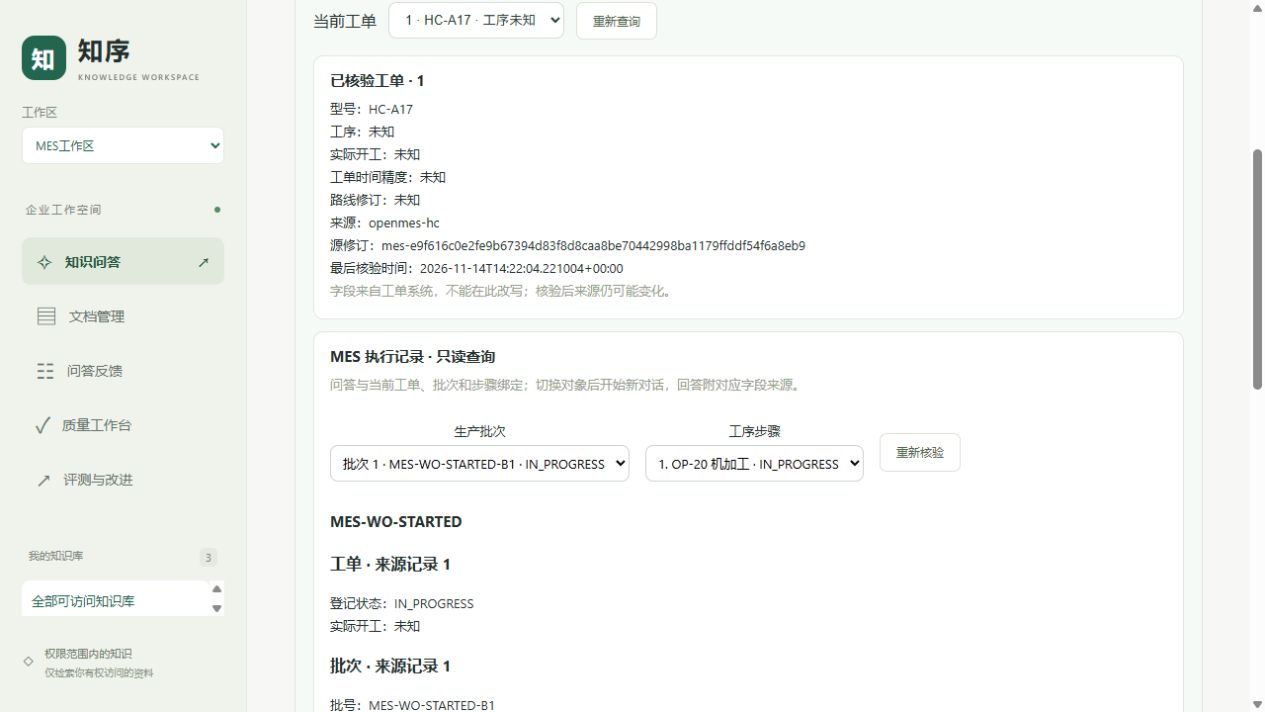 知
知序
KNOWLEDGE WORKSPACE
工作区
MES工作区
企业工作空间
知识问答
文档管理
问答反馈
质量工作台
评测与改进
我的知识库
3
全部可访问知识库
权限范围内的知识
仅检索你有权访问的资料
当前工单
1 · HC-A17 · 工序未知
重新查询
已核验工单 · 1
型号：HC-A17
工序：未知
实际开工：未知
工单时间精度：未知
路线修订：未知
来源：openmes-hc
源修订：mes-e9f616c0e2fe9b67394d83f8d8caa8be70442998ba1179ffddf54f6a8eb9
最后核验时间：2026-11-14T14:22:04.221004+00:00
字段来自工单系统，不能在此改写；核验后来源仍可能变化。
MES 执行记录 · 只读查询
问答与当前工单、批次和步骤绑定；切换对象后开始新对话，回答附对应字段来源。
生产批次
批次 1 · MES-WO-STARTED-B1 · IN_PROGRESS
工序步骤
1. OP-20 机加工 · IN_PROGRESS
重新核验
MES-WO-STARTED
工单 · 来源记录 1
登记状态：IN_PROGRESS
实际开工：未知
批次 · 来源记录 1
批号：MES-WO-STARTED-B1